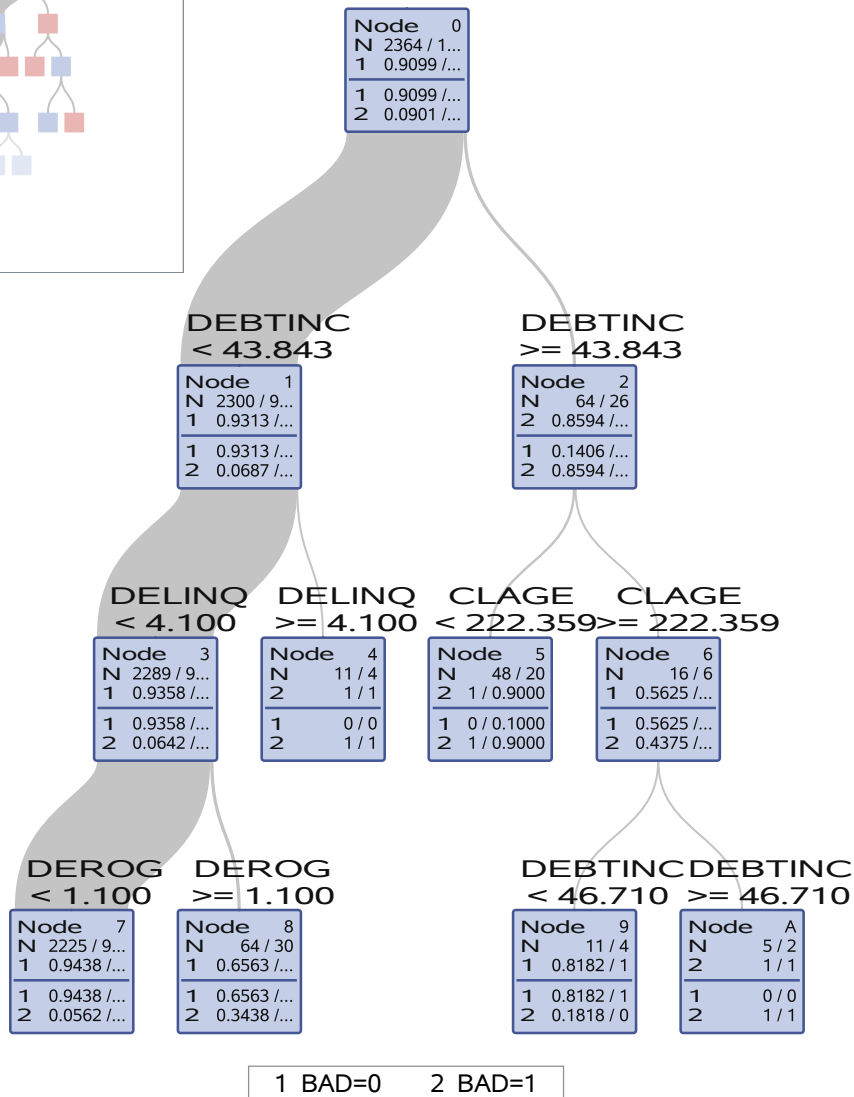 Node 0
N 2364 / 1...
1 0.9099 /...
1 0.9099 /...
2 0.0901 /...
DEBTINC DEBTINC
< 43.843 >= 43.843
Node 1 Node 2
N 2300 / 9... N 64 / 26
1 0.9313 /... 2 0.8594 /...
1 0.9313 /... 1 0.1406 /...
2 0.0687 /... 2 0.8594 /...
DELINQ DELINQ CLAGE CLAGE
< 4.100 >= 4.100 < 222.359 >= 222.359
Node 3 Node 4 Node 5 Node 6
N 2289 / 9... N 11 / 4 N 48 / 20 N 16 / 6
1 0.9358 /... 2 1 / 1 2 1 / 0.9000 1 0.5625 /...
1 0.9358 /... 1 0 / 0 1 0 / 0.1000 1 0.5625 /...
2 0.0642 /... 2 1 / 1 2 1 / 0.9000 2 0.4375 /...
DEROG DEROG DEBTINC DEBTINC
< 1.100 >= 1.100 < 46.710 >= 46.710
Node 7 Node 8 Node 9 Node A
N 2225 / 9... N 64 / 30 N 11 / 4 N 5 / 2
1 0.9438 /... 1 0.6563 /... 1 0.8182 / 1 2 1 / 1
1 0.9438 /... 1 0.6563 /... 1 0.8182 / 1 1 0 / 0
2 0.0562 /... 2 0.3438 /... 2 0.1818 / 0 2 1 / 1
1 BAD=0 2 BAD=1